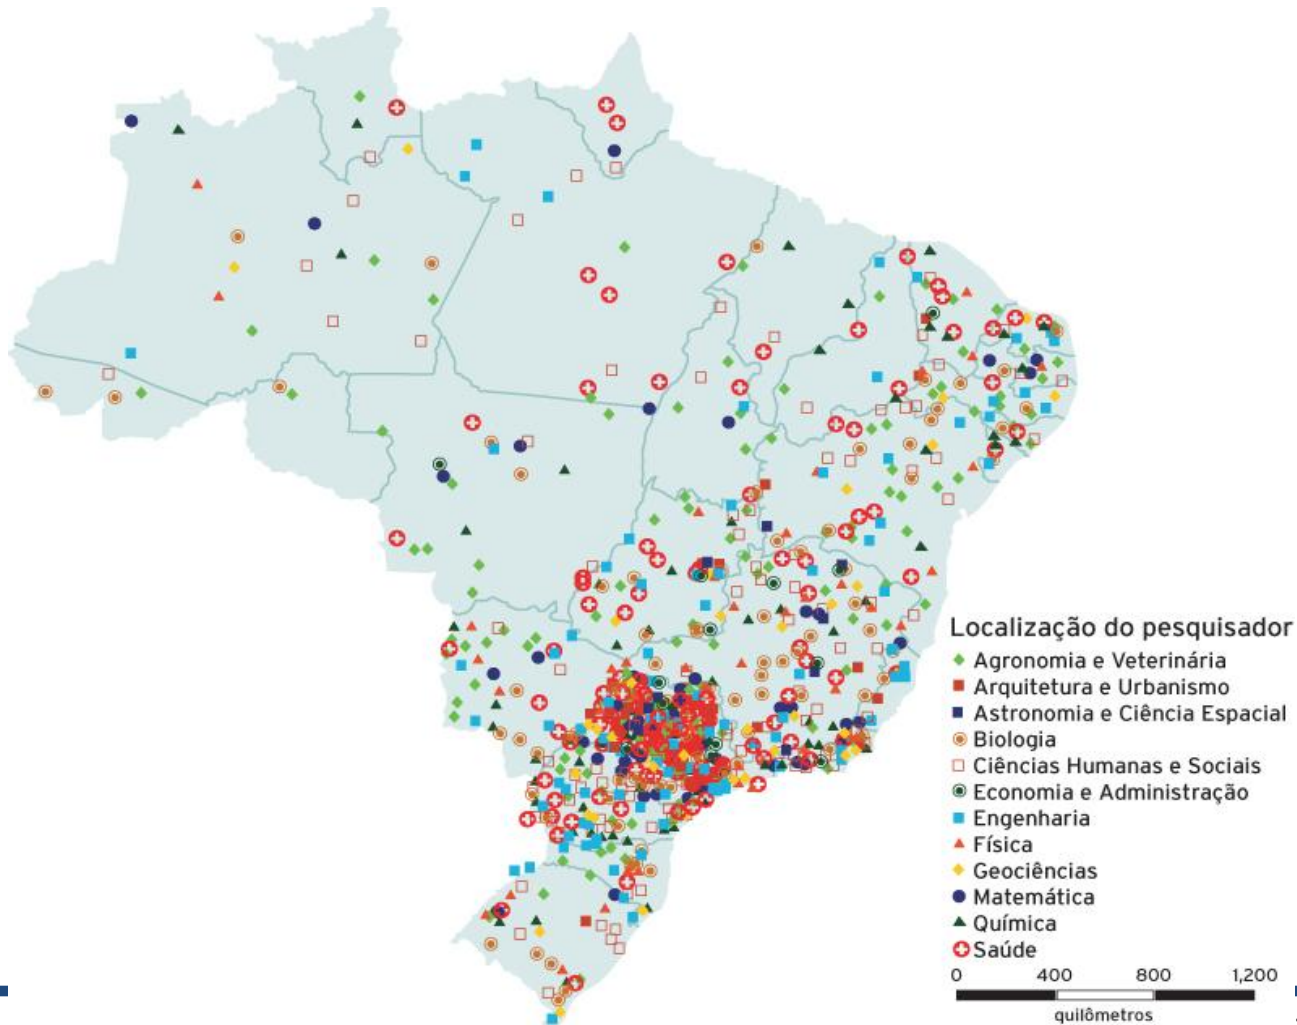 Localização do pesquisador
Agronomia e Veterinária
Arquitetura e Urbanismo
Astronomia e Ciência Espacial
Biologia
Ciências Humanas e Sociais
Economia e Administração
Engenharia
Física
Geociências
Matemática
Química
Saúde
0 400 800 1,200
quilômetros